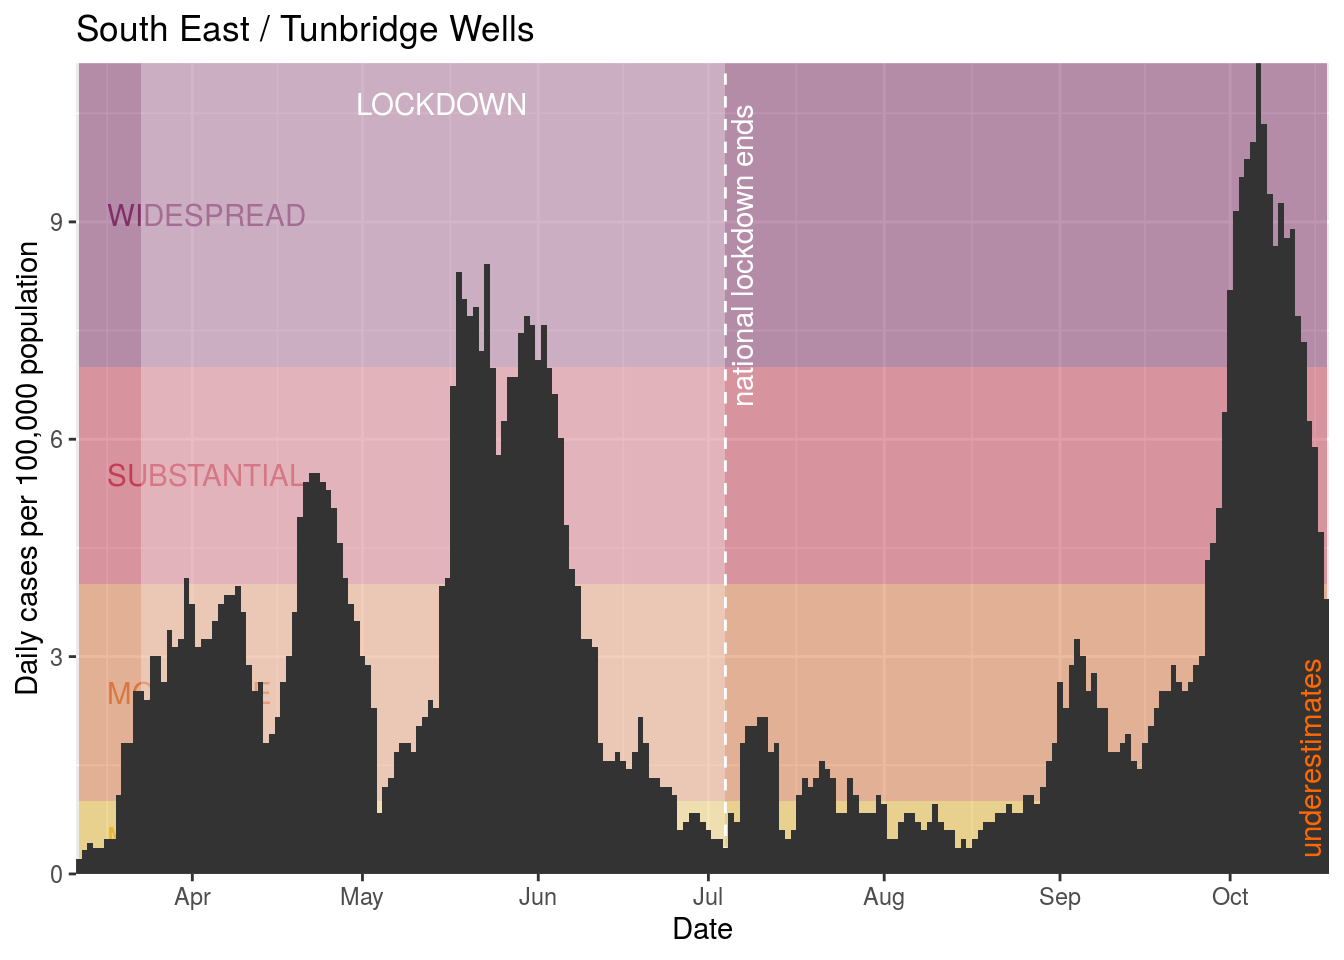 South East / Tunbridge Wells
LOCKDOWN
national lockdown ends
WIDESPREAD
SUBSTANTIAL
underestimates
Daily cases per 100,000 population
9
6
3
0
Apr
May
Jun
Jul
Aug
Sep
Oct
Date